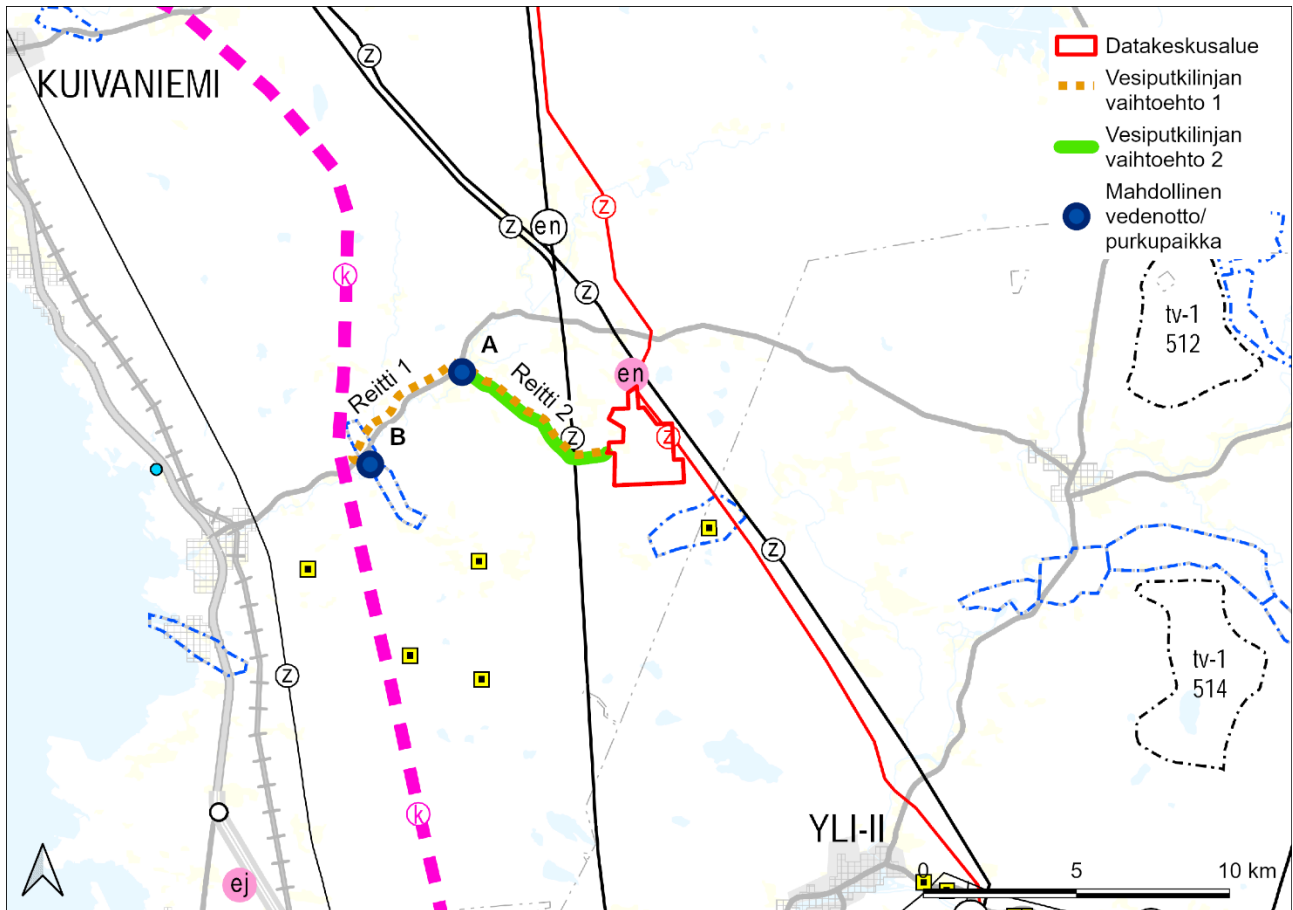 KUIVANIEMI
Datakeskusalue
Vesiputkilinjan
vaihtoehto 1
Vesiputkilinjan
vaihtoehto 2
Mahdollinen
vedenotto/
purkupaikka
z
z
z
en
k
z
tv-1
512
A
Reitti 1
Reitti 2
en
B
z
z
z
z
tv-1
514
k
YLI-II
ej
0
5
10 km